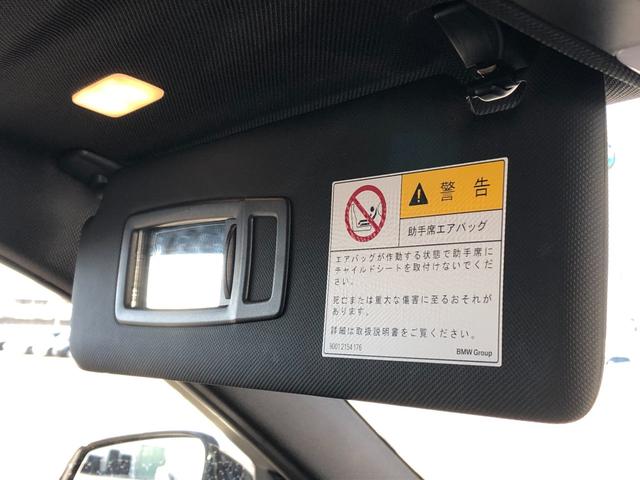 警告
助手席エアバッグ
エアバッグが作動する状態で助手席に
チャイルドシートを取付けないでくだ
さい。
死亡または重大な傷害に至るおそれが
あります。
詳細は取扱説明書をご覧ください。
9001 2154 176 BMW Group